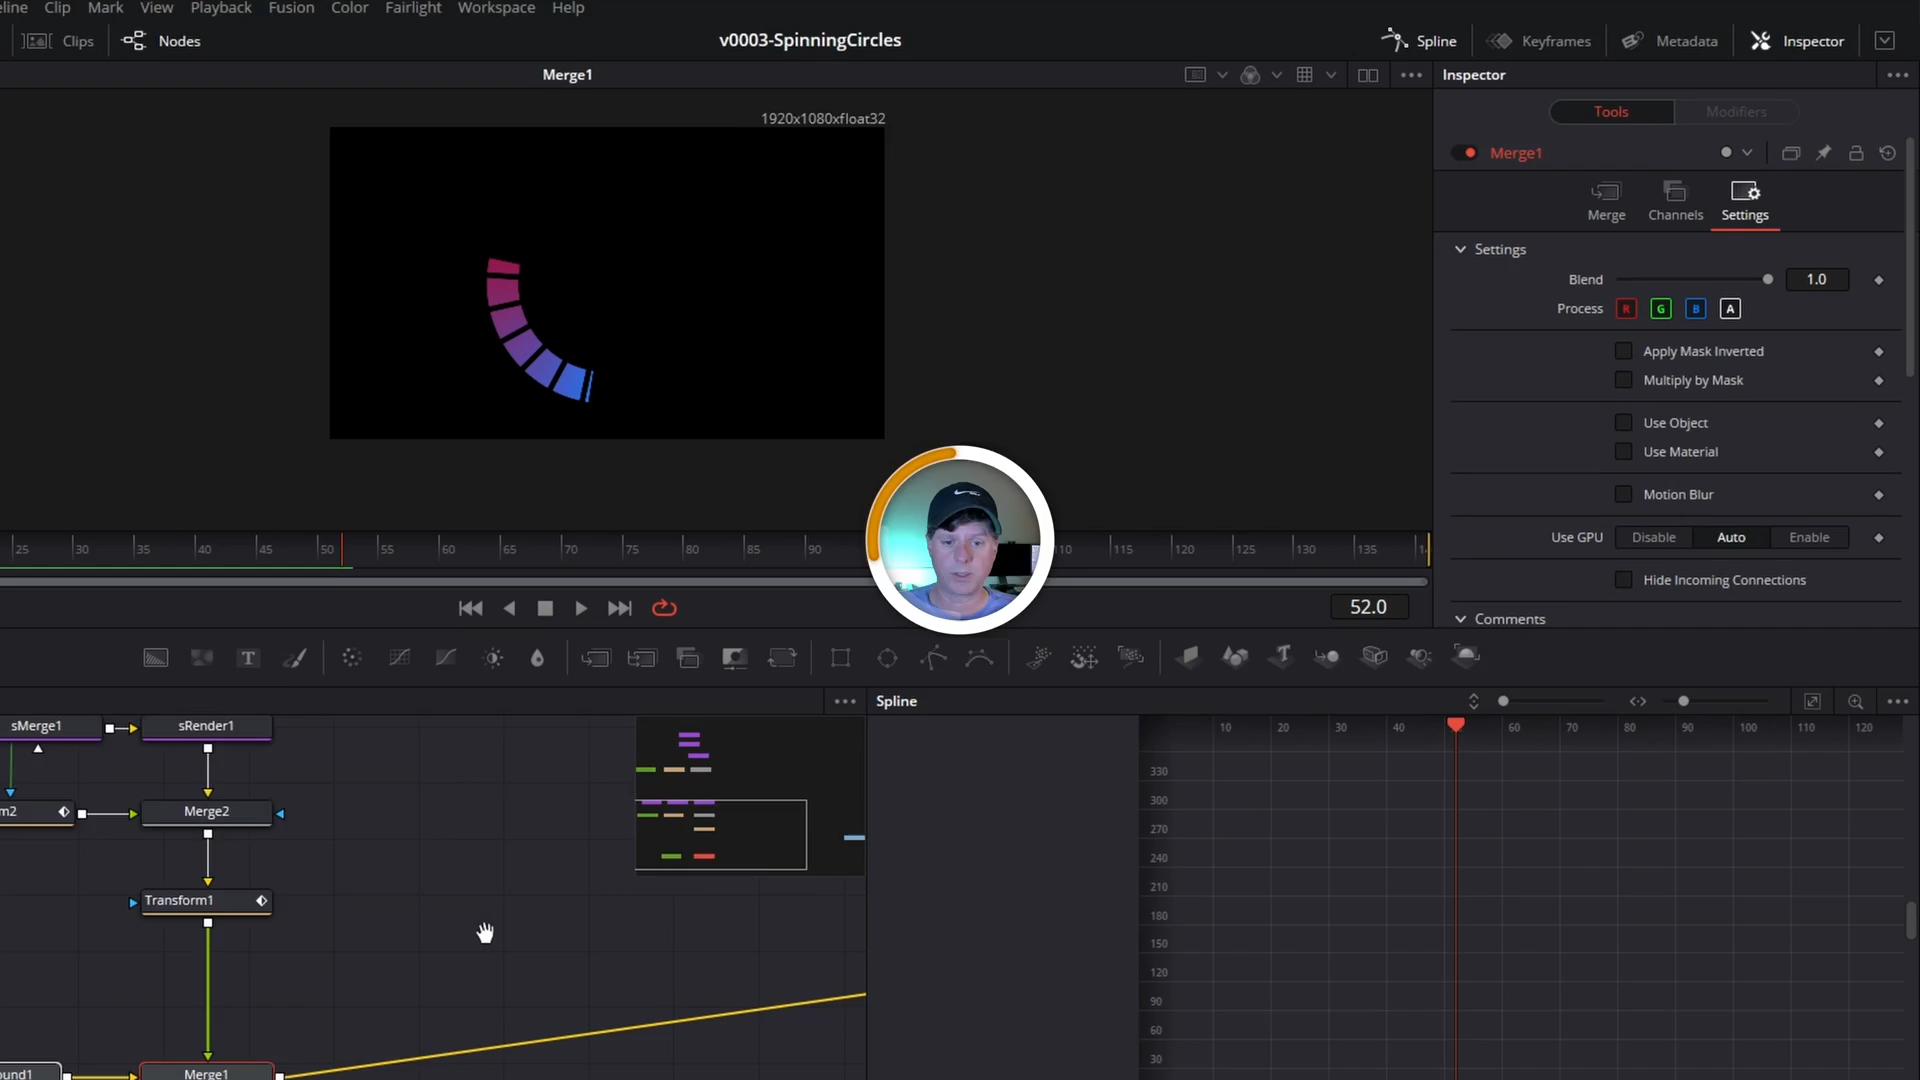 eline Clip Mark View Playback Fusion Color Fairlight Workspace Help
Clips Nodes v0003-SpinningCircles Spline Keyframes Metadata Inspector
Merge1 Inspector
1920x1080xfloat32
Tools Modifiers
Merge1
Merge Channels Settings
Settings
Blend 1.0
Process R G B A
Apply Mask Inverted
Multiply by Mask
Use Object
Use Material
Motion Blur
Use GPU Disable Auto Enable
Hide Incoming Connections
Comments
25 30 35 40 45 50 55 60 65 70 75 80 85 90 110 115 120 125 130 135
52.0
T
Spline
sMerge1 sRender1
m2 Merge2
Transform1
ound1 Merge1
10 20 30 40 60 70 80 90 100 110 120
330
300
270
240
210
180
150
120
90
60
30